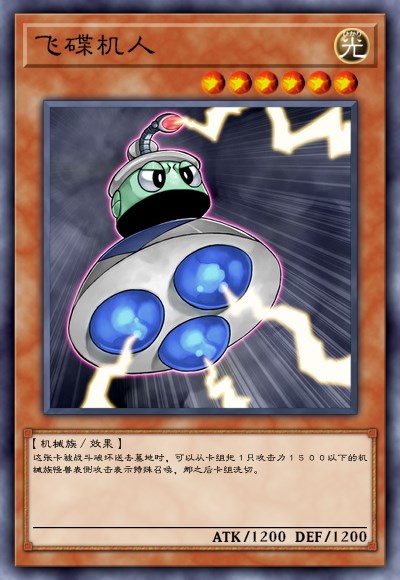 飞碟机人
光
ひかり
【机械族／效果】
这张卡被战斗破坏送去墓地时，可以从卡组把１只攻击力１５００以下的机
械族怪兽表侧攻击表示特殊召唤，那之后卡组洗切。
ATK/1200 DEF/1200